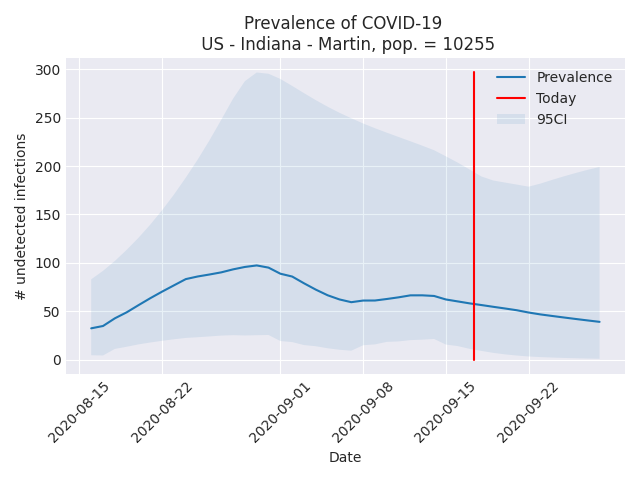 Prevalence of COVID-19
US - Indiana - Martin, pop. = 10255
# undetected infections
300
250
200
150
100
50
0
Prevalence
Today
95CI
2020-08-15
2020-08-22
2020-09-01
2020-09-08
2020-09-15
2020-09-22
Date